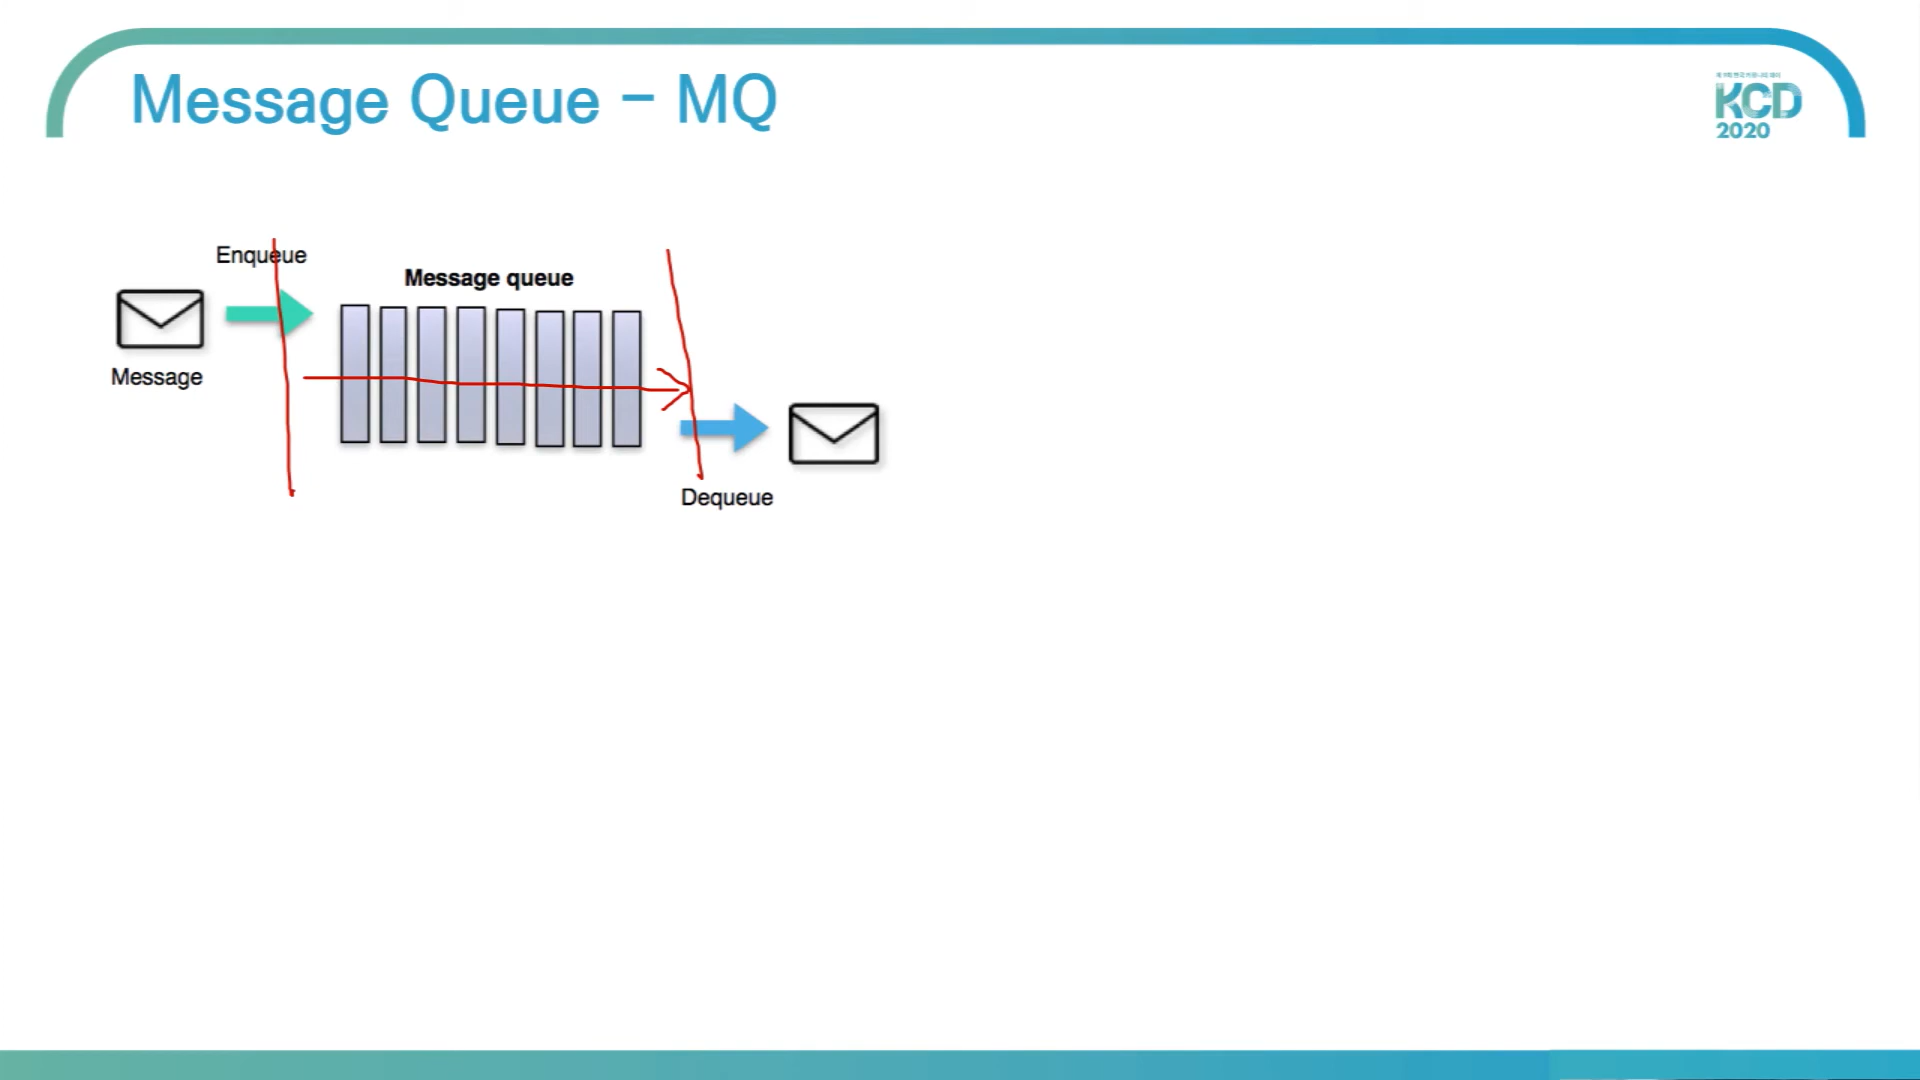 Message Queue – MQ
KCD
2020
Enqueue
Message queue
Message
Dequeue